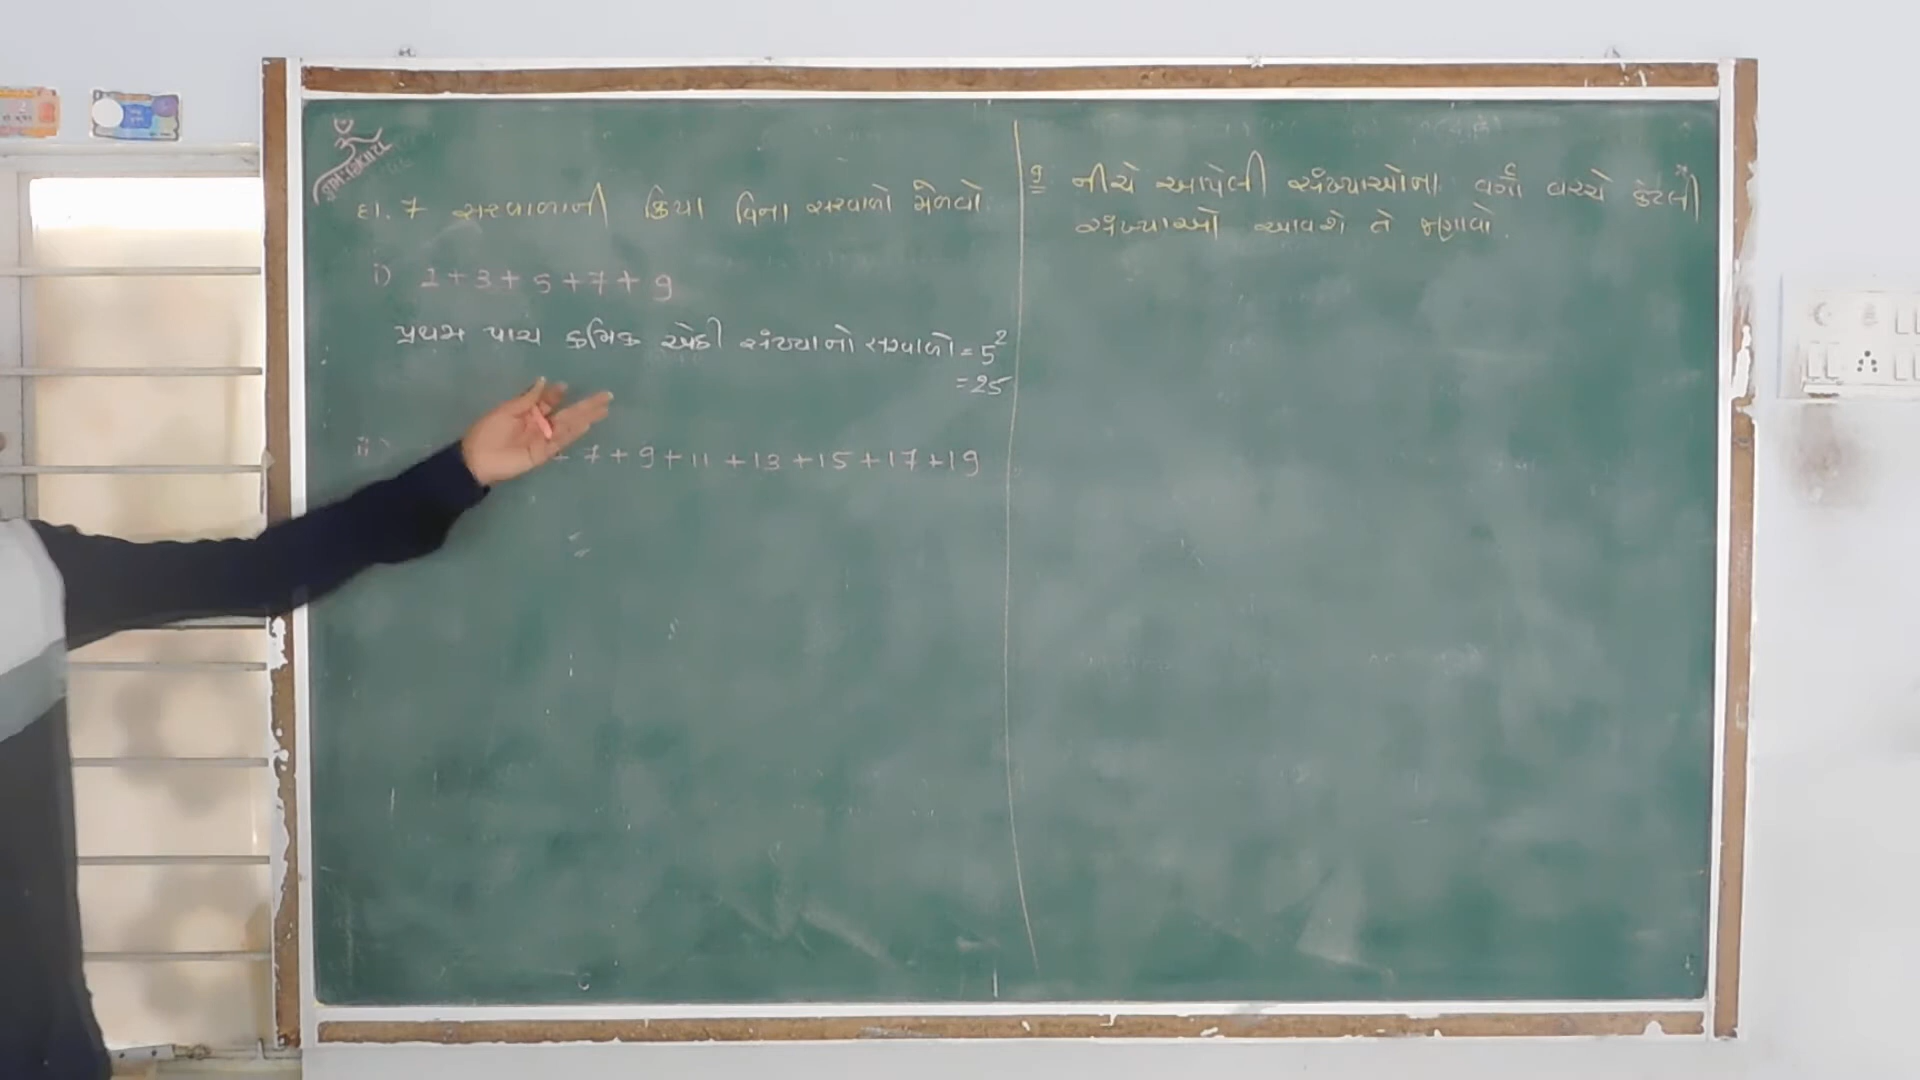 દા. 7 સરવાળાની ક્રિયા વિના સરવાળો મેળવો.
i) 1 + 3 + 5 + 7 + 9
પ્રથમ પાંચ ક્રમિક એકી સંખ્યાનો સરવાળો = 5²
= 25
ii) + 7 + 9 + 11 + 13 + 15 + 17 + 19
9 નીચે આપેલી સંખ્યાઓના વર્ગો વચ્ચે કેટલી
સંખ્યાઓ આવશે તે જણાવો.